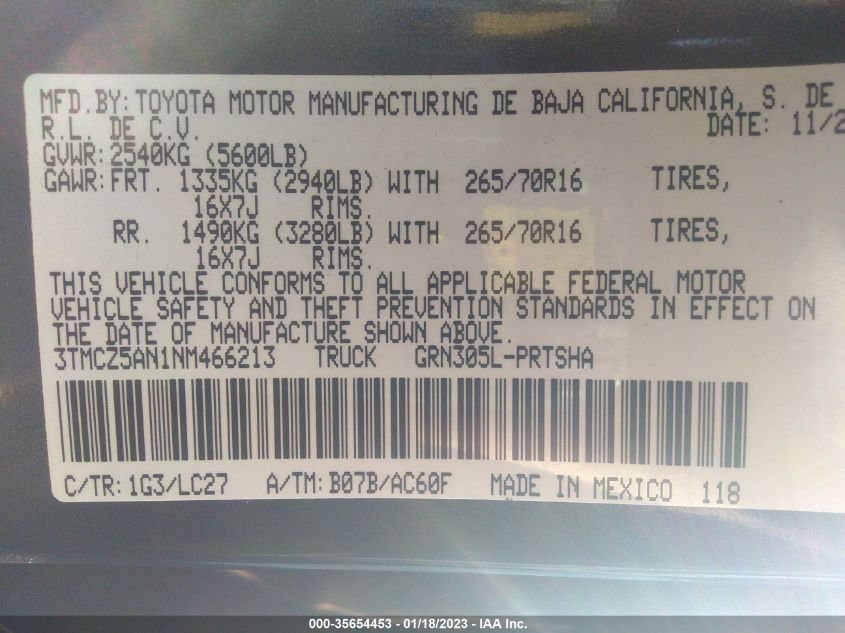 MFD.BY: TOYOTA MOTOR MANUFACTURING DE BAJA CALIFORNIA, S. DE
R.L. DE C.V. DATE: 11/2
GVWR: 2540KG (5600LB)
GAWR: FRT. 1335KG (2940LB) WITH 265/70R16 TIRES,
16X7J RIMS.
RR. 1490KG (3280LB) WITH 265/70R16 TIRES,
16X7J RIMS.
THIS VEHICLE CONFORMS TO ALL APPLICABLE FEDERAL MOTOR
VEHICLE SAFETY AND THEFT PREVENTION STANDARDS IN EFFECT ON
THE DATE OF MANUFACTURE SHOWN ABOVE.
3TMCZ5AN1NM466213 TRUCK GRN305L-PRTSHA
C/TR: 1G3/LC27 A/TM: B07B/AC60F MADE IN MEXICO 118
000-35654453 - 01/18/2023 - IAA Inc.